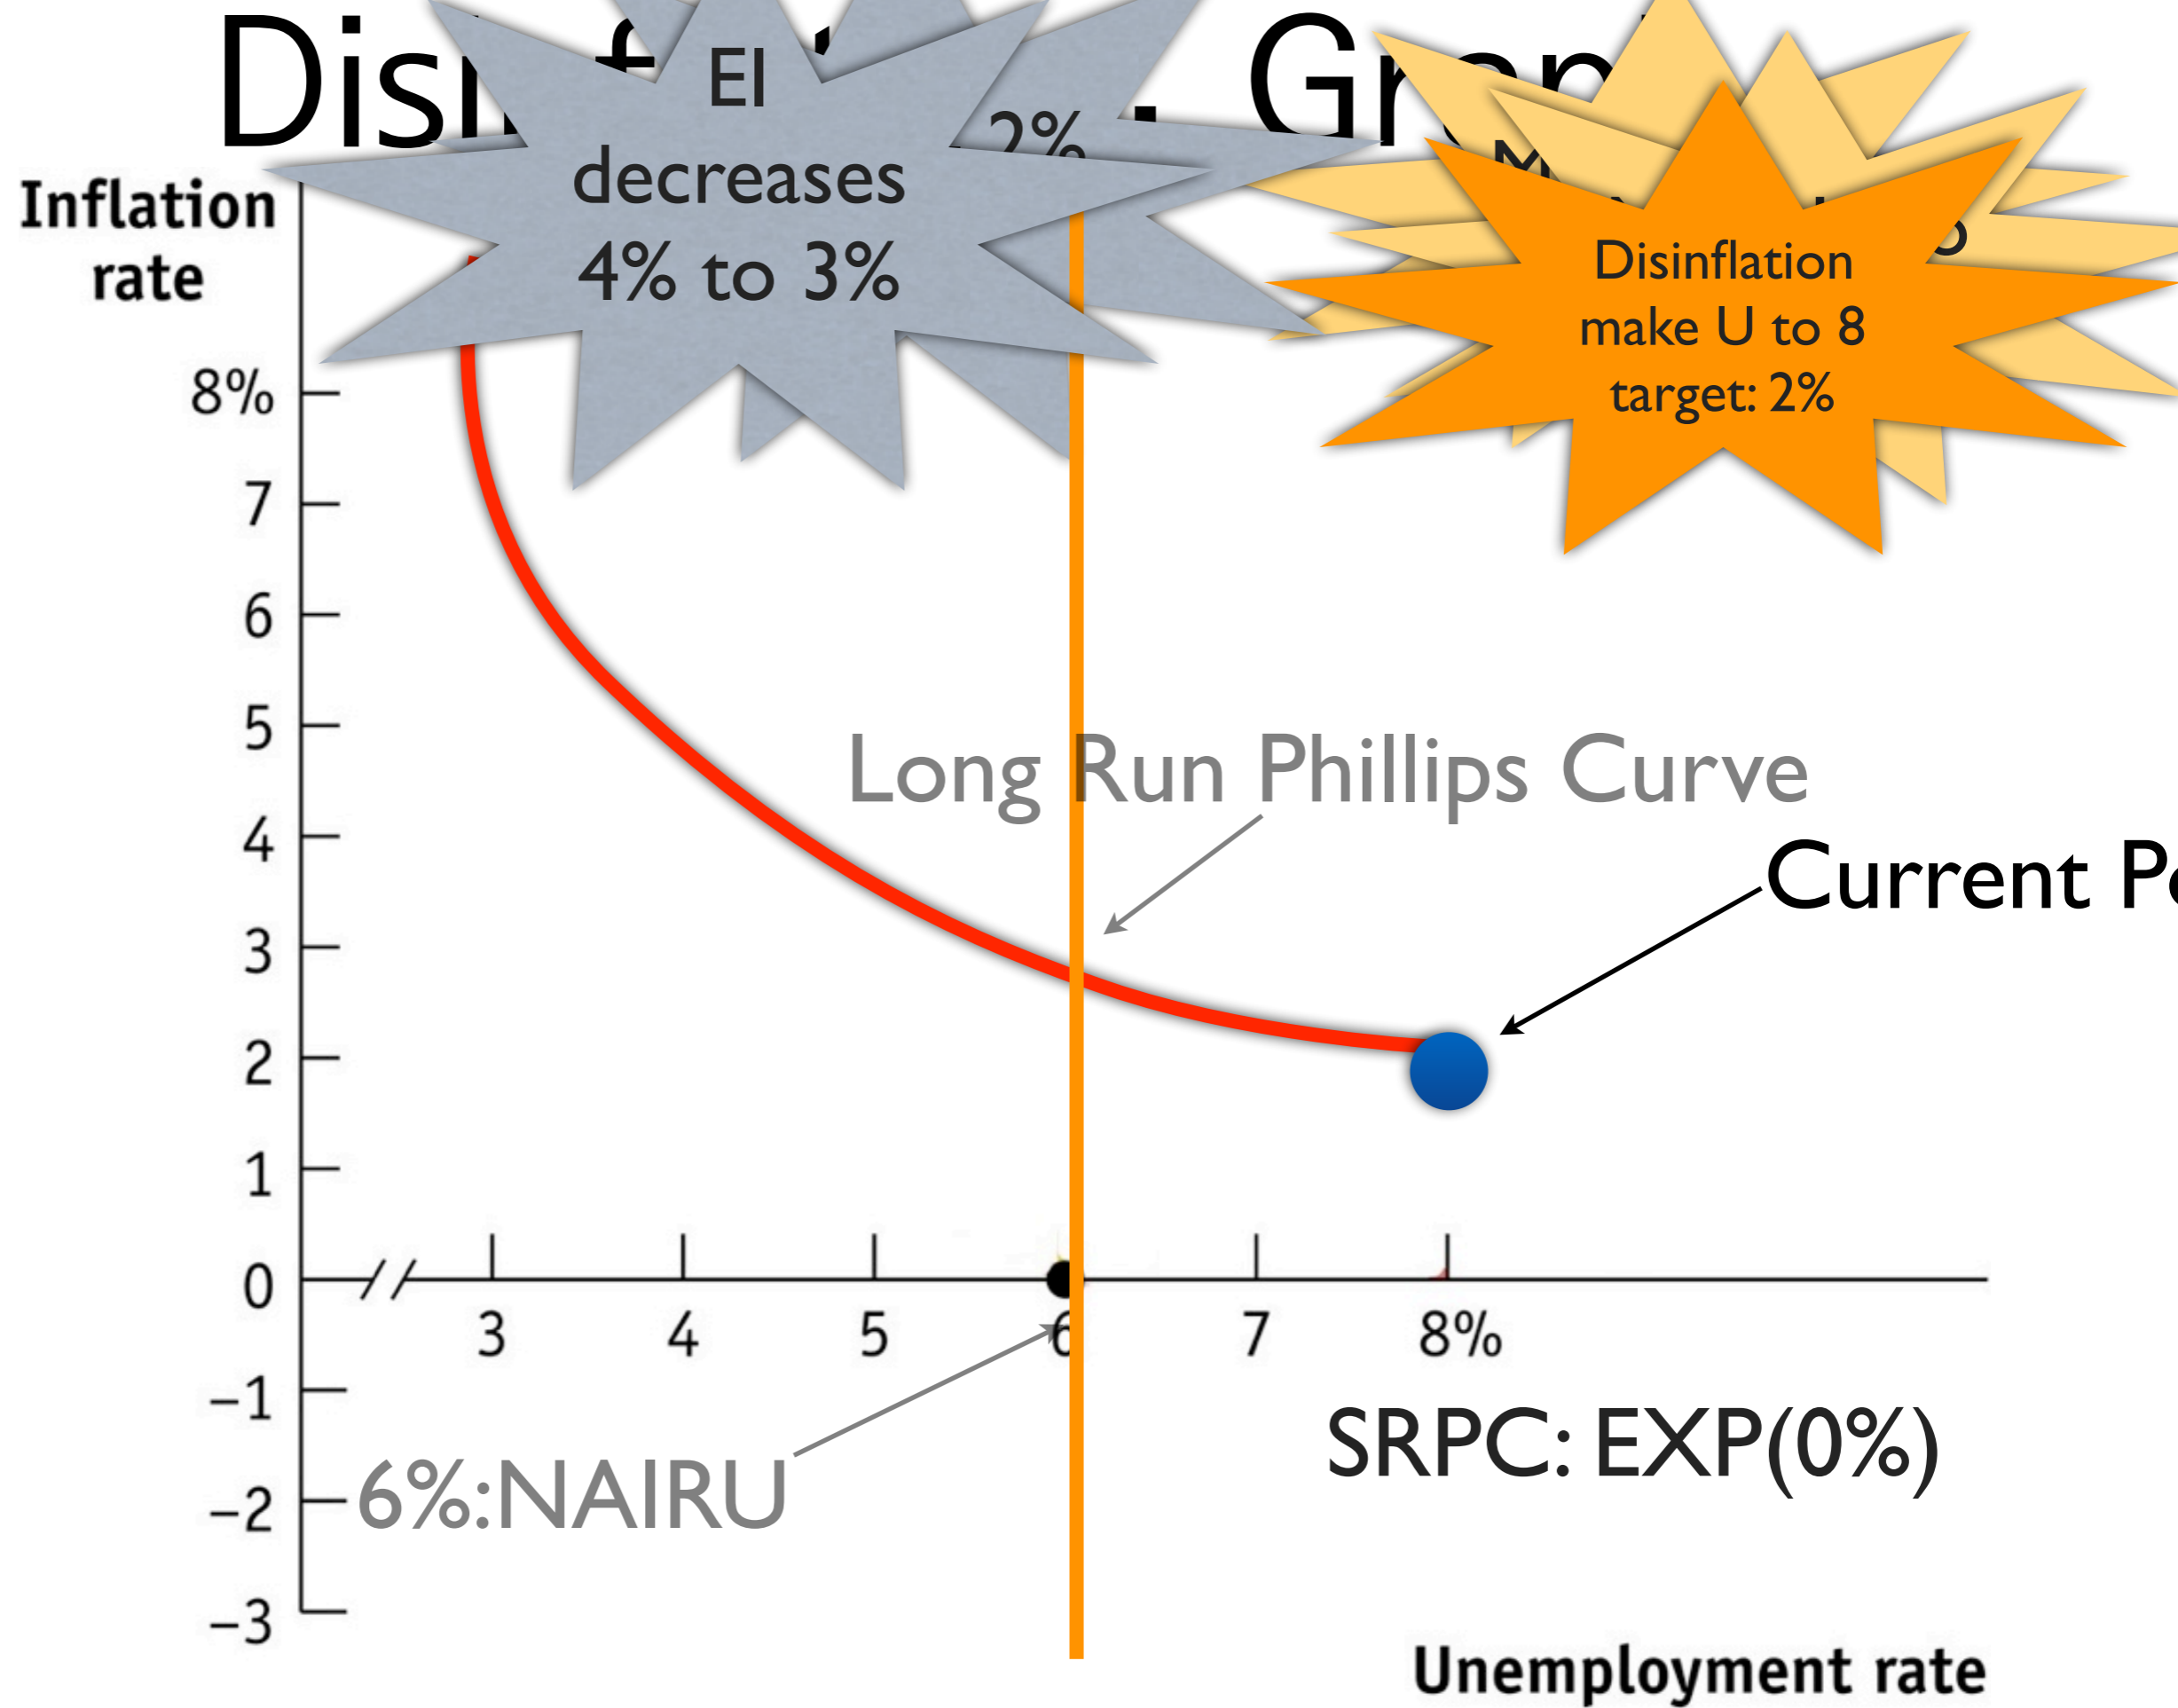 Inflation
rate
EI
decreases
4% to 3%
2%
Disinflation
make U to 8
target: 2%
8%
7
6
5
4
3
2
1
0
−1
−2
−3
Long Run Phillips Curve
Current
3
4
5
6
7
8%
6%:NAIRU
SRPC: EXP(0%)
Unemployment rate